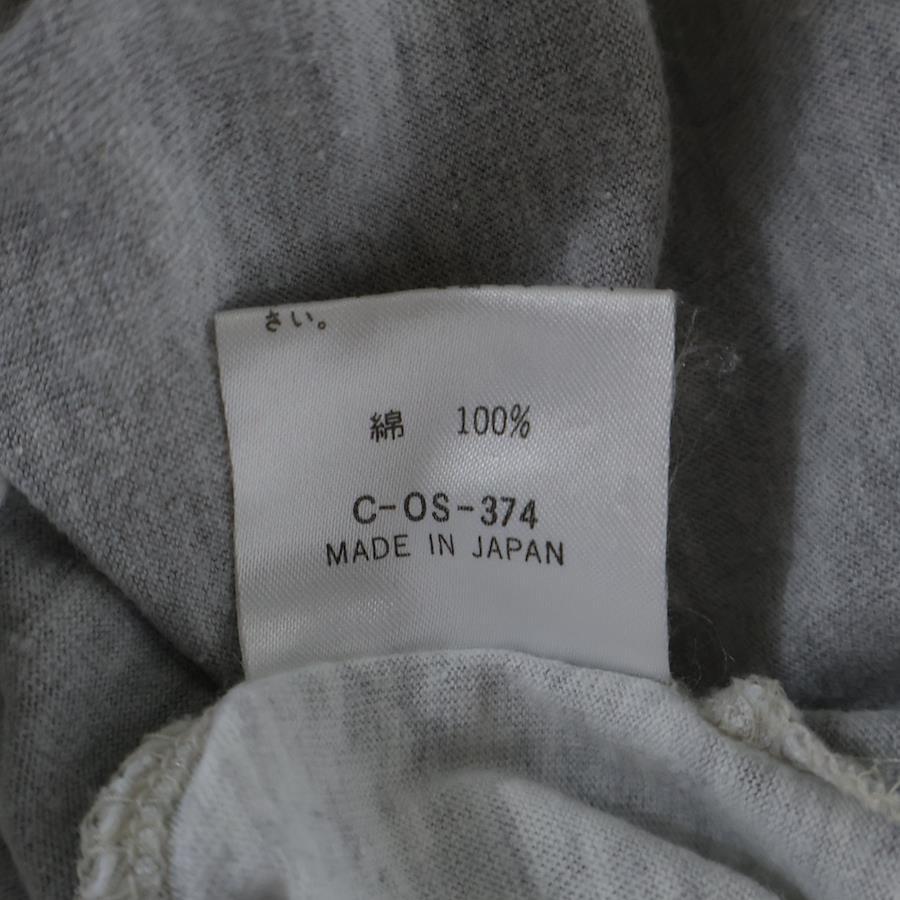 さい。
綿 100%
C-OS-374
MADE IN JAPAN